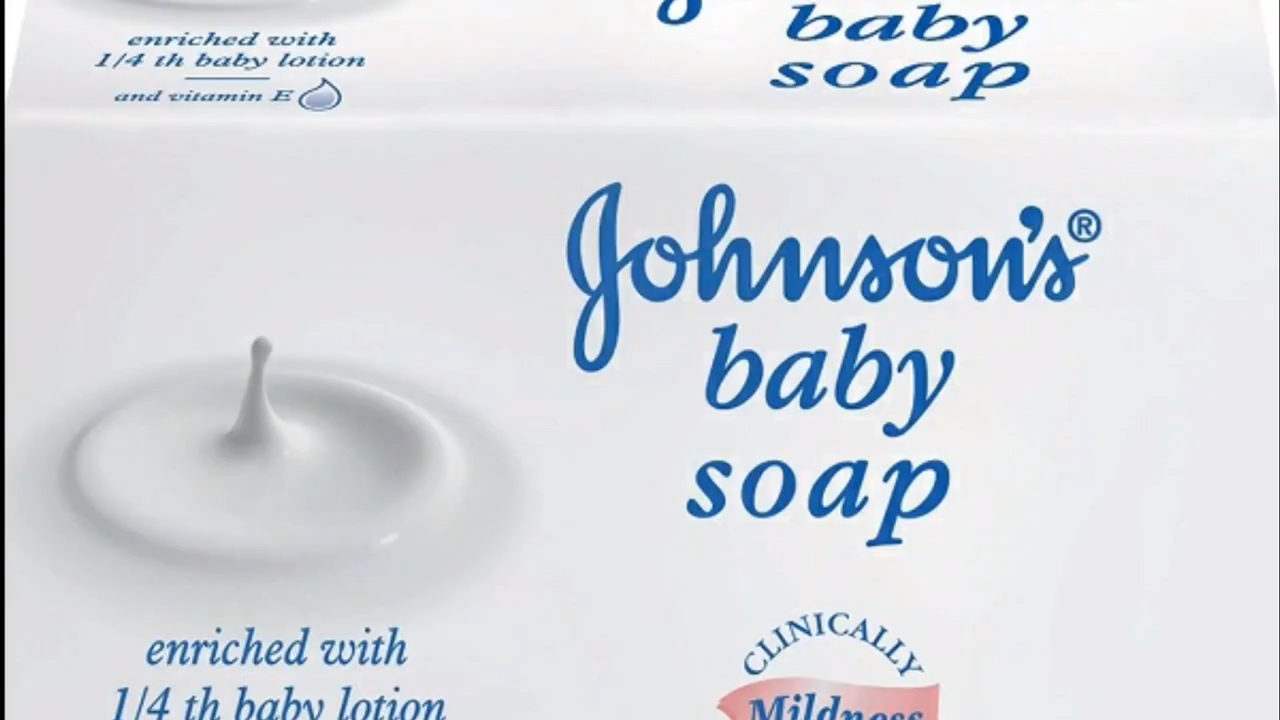 enriched with
1/4 th baby lotion
and vitamin E
baby
soap
Johnson's®
baby
soap
enriched with
1/4 th baby lotion
CLINICALLY
Mildness